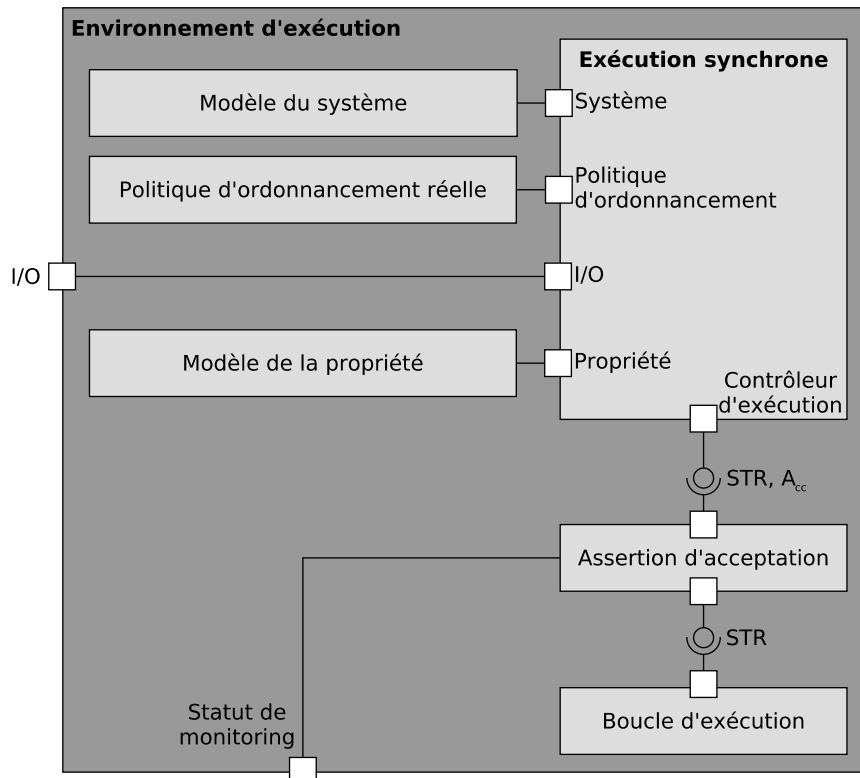 Environnement d'exécution
Exécution synchrone
Modèle du système
Système
Politique d'ordonnancement réelle
Politique
d'ordonnancement
I/O
I/O
Modèle de la propriété
Propriété
Contrôleur
d'exécution
STR, Acc
Assertion d'acceptation
STR
Statut de
monitoring
Boucle d'exécution